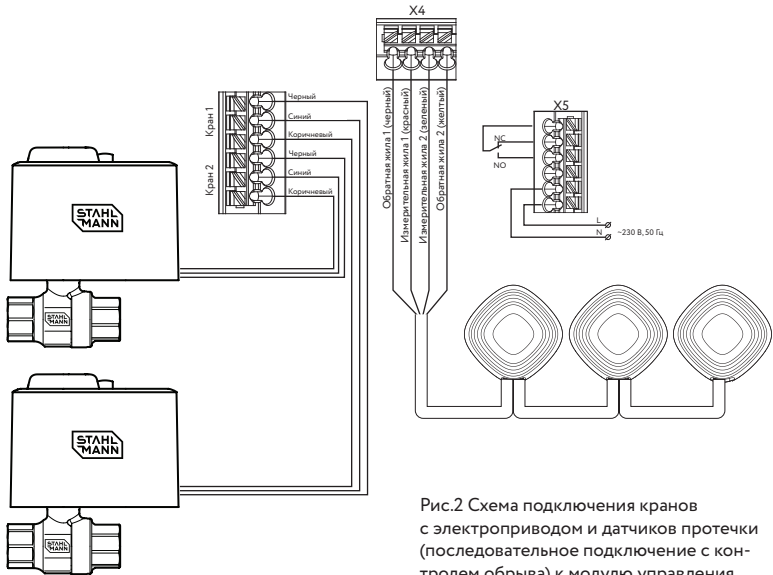 X4
Кран 1
Кран 2
Черный
Синий
Коричневый
Черный
Синий
Коричневый
Обратная жила 1 (черный)
Измерительная жила 1 (красный)
Измерительная жила 2 (зеленый)
Обратная жила 2 (желтый)
X5
NC
NO
L
N
~230 В, 50 Гц
STAHL
MANN
STAHL
MANN
STAHL
MANN
STAHL
MANN
Рис.2 Схема подключения кранов
с электроприводом и датчиков протечки
(последовательное подключение с кон-
тролем обрыва) к модулю управления